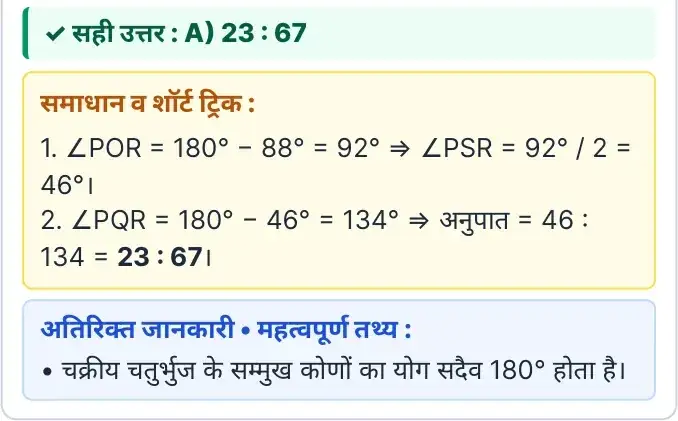 ✓ सही उत्तर : A) 23 : 67
समाधान व शॉर्ट ट्रिक :
1. ∠POR = 180° − 88° = 92° ⇒ ∠PSR = 92° / 2 =
46°।
2. ∠PQR = 180° − 46° = 134° ⇒ अनुपात = 46 :
134 = 23 : 67।
अतिरिक्त जानकारी • महत्वपूर्ण तथ्य :
• चक्रीय चतुर्भुज के सम्मुख कोणों का योग सदैव 180° होता है।